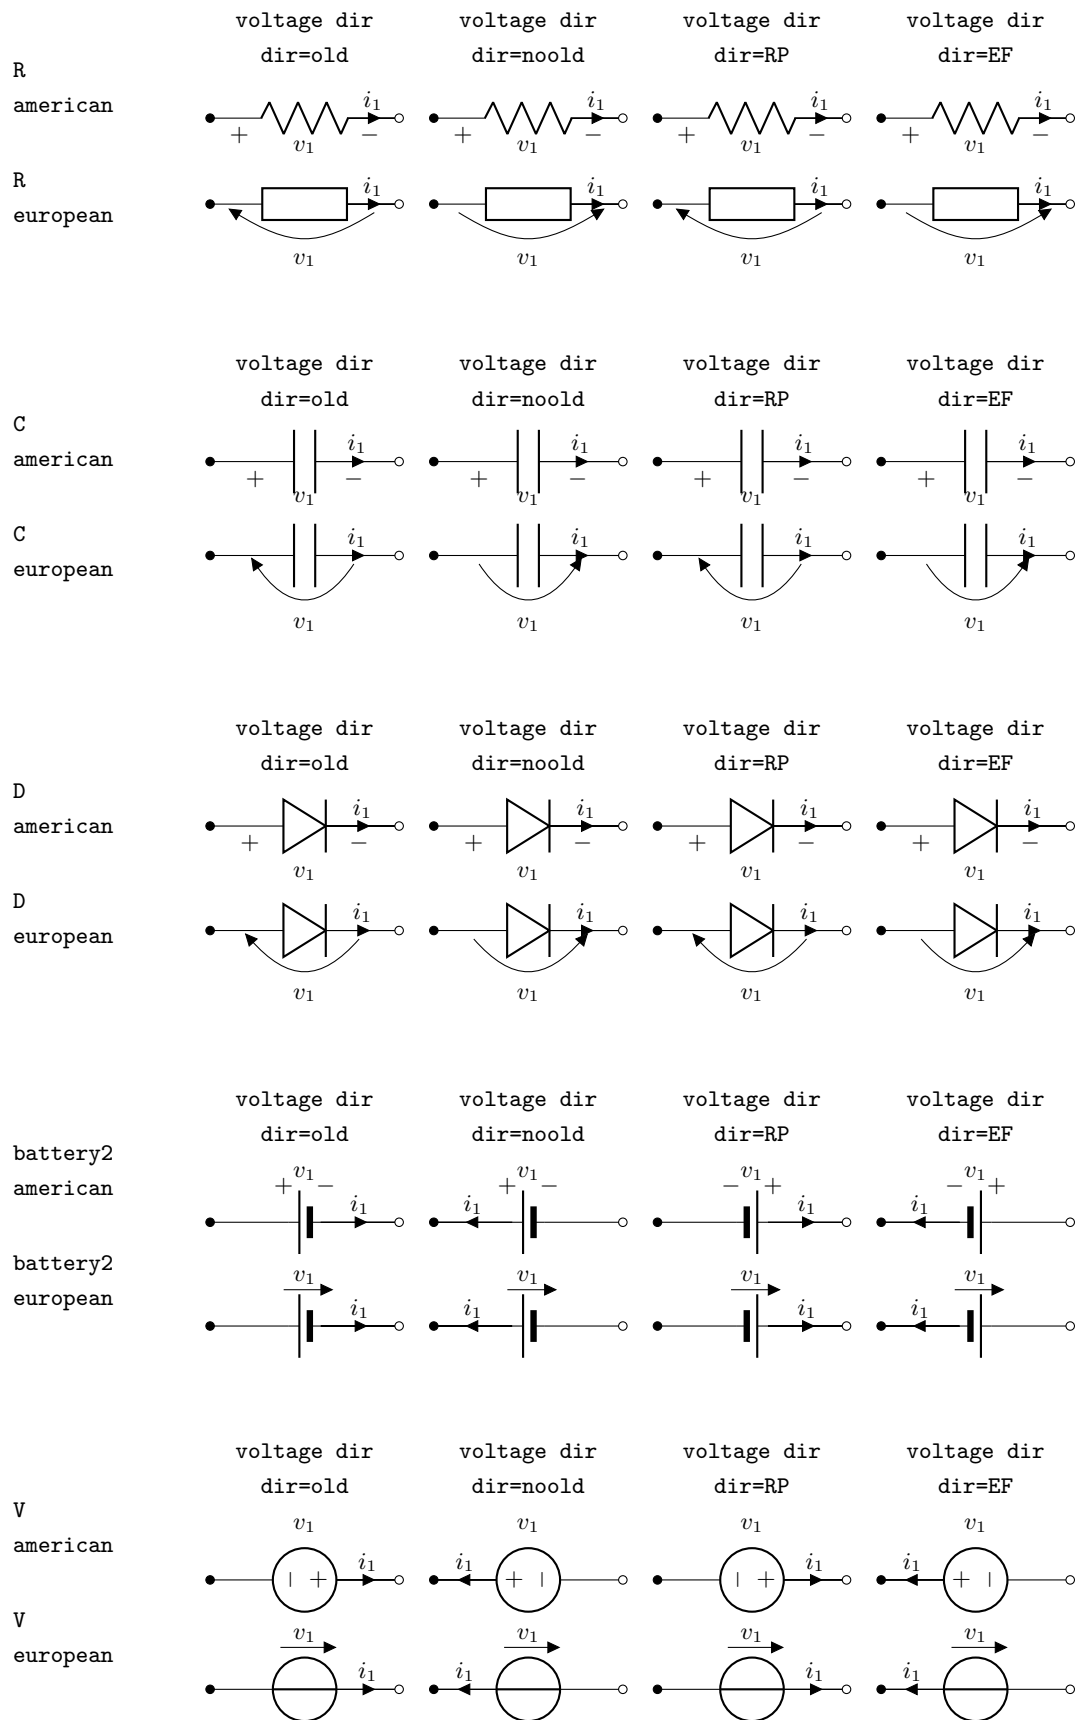 voltage dir voltage dir voltage dir voltage dir
dir=old dir=noold dir=RP dir=EF
R
american
i₁ i₁ i₁ i₁
+ − + − + − + −
v₁ v₁ v₁ v₁
R
european
i₁ i₁ i₁ i₁
v₁ v₁ v₁ v₁
voltage dir voltage dir voltage dir voltage dir
dir=old dir=noold dir=RP dir=EF
C
american
i₁ i₁ i₁ i₁
+ − + − + − + −
v₁ v₁ v₁ v₁
C
european
i₁ i₁ i₁ i₁
v₁ v₁ v₁ v₁
voltage dir voltage dir voltage dir voltage dir
dir=old dir=noold dir=RP dir=EF
D
american
i₁ i₁ i₁ i₁
+ − + − + − + −
v₁ v₁ v₁ v₁
D
european
i₁ i₁ i₁ i₁
v₁ v₁ v₁ v₁
voltage dir voltage dir voltage dir voltage dir
dir=old dir=noold dir=RP dir=EF
battery2
american
v₁ v₁ v₁ v₁
+ − + − − + − +
i₁ i₁ i₁ i₁
battery2
european
v₁ v₁ v₁ v₁
i₁ i₁ i₁ i₁
voltage dir voltage dir voltage dir voltage dir
dir=old dir=noold dir=RP dir=EF
V
american
v₁ v₁ v₁ v₁
i₁ i₁ i₁ i₁
− + + − − + + −
V
european
v₁ v₁ v₁ v₁
i₁ i₁ i₁ i₁